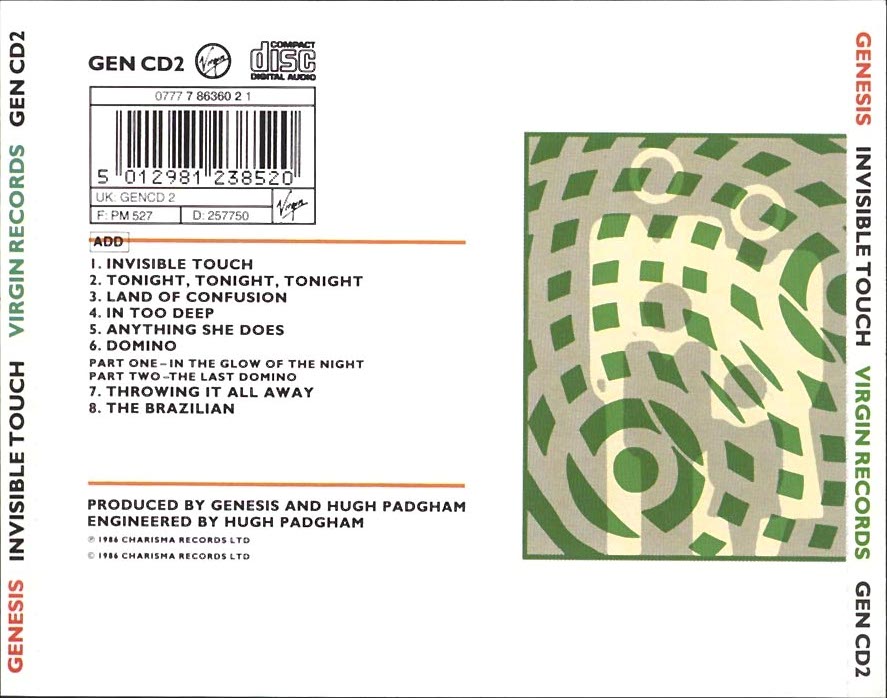 GENESIS INVISIBLE TOUCH VIRGIN RECORDS GEN CD2
GEN CD2 Virgin COMPACT disc DIGITAL AUDIO
0777 7 86360 2 1
5 012981 238520
UK: GENCD 2
F: PM 527 D: 257750 Virgin
ADD
1. INVISIBLE TOUCH
2. TONIGHT, TONIGHT, TONIGHT
3. LAND OF CONFUSION
4. IN TOO DEEP
5. ANYTHING SHE DOES
6. DOMINO
PART ONE–IN THE GLOW OF THE NIGHT
PART TWO–THE LAST DOMINO
7. THROWING IT ALL AWAY
8. THE BRAZILIAN
PRODUCED BY GENESIS AND HUGH PADGHAM
ENGINEERED BY HUGH PADGHAM
℗ 1986 CHARISMA RECORDS LTD
© 1986 CHARISMA RECORDS LTD
GENESIS INVISIBLE TOUCH VIRGIN RECORDS GEN CD2